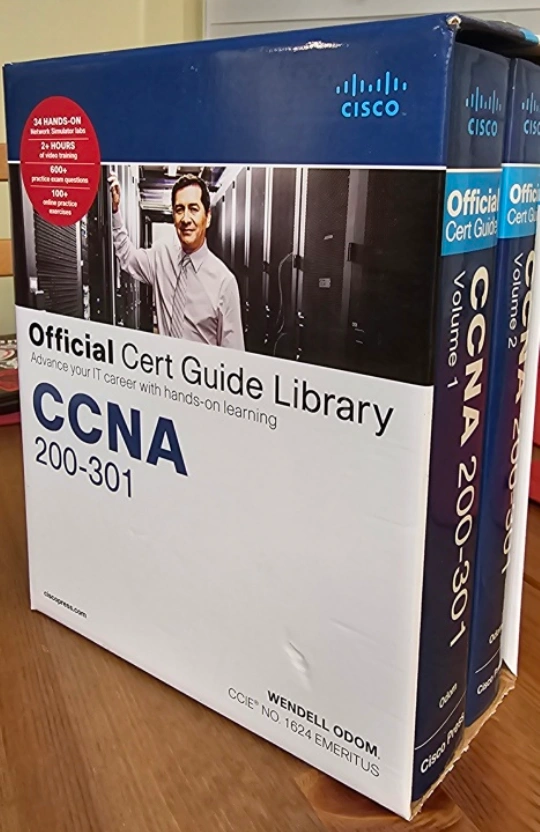 CISCO
34 HANDS-ON
Network Simulator labs
2+ HOURS
of video training
600+
practice exam questions
100+
online practice
exercises
Official Cert Guide Library
Advance your IT career with hands-on learning
CCNA
200-301
ciscopress.com
WENDELL ODOM,
CCIE® NO. 1624 EMERITUS
CISCO
Official
Cert Guide
CCNA 200-301
Volume 1
Odom
Cisco Press
Cert
CCNA 200-301
Volume 2